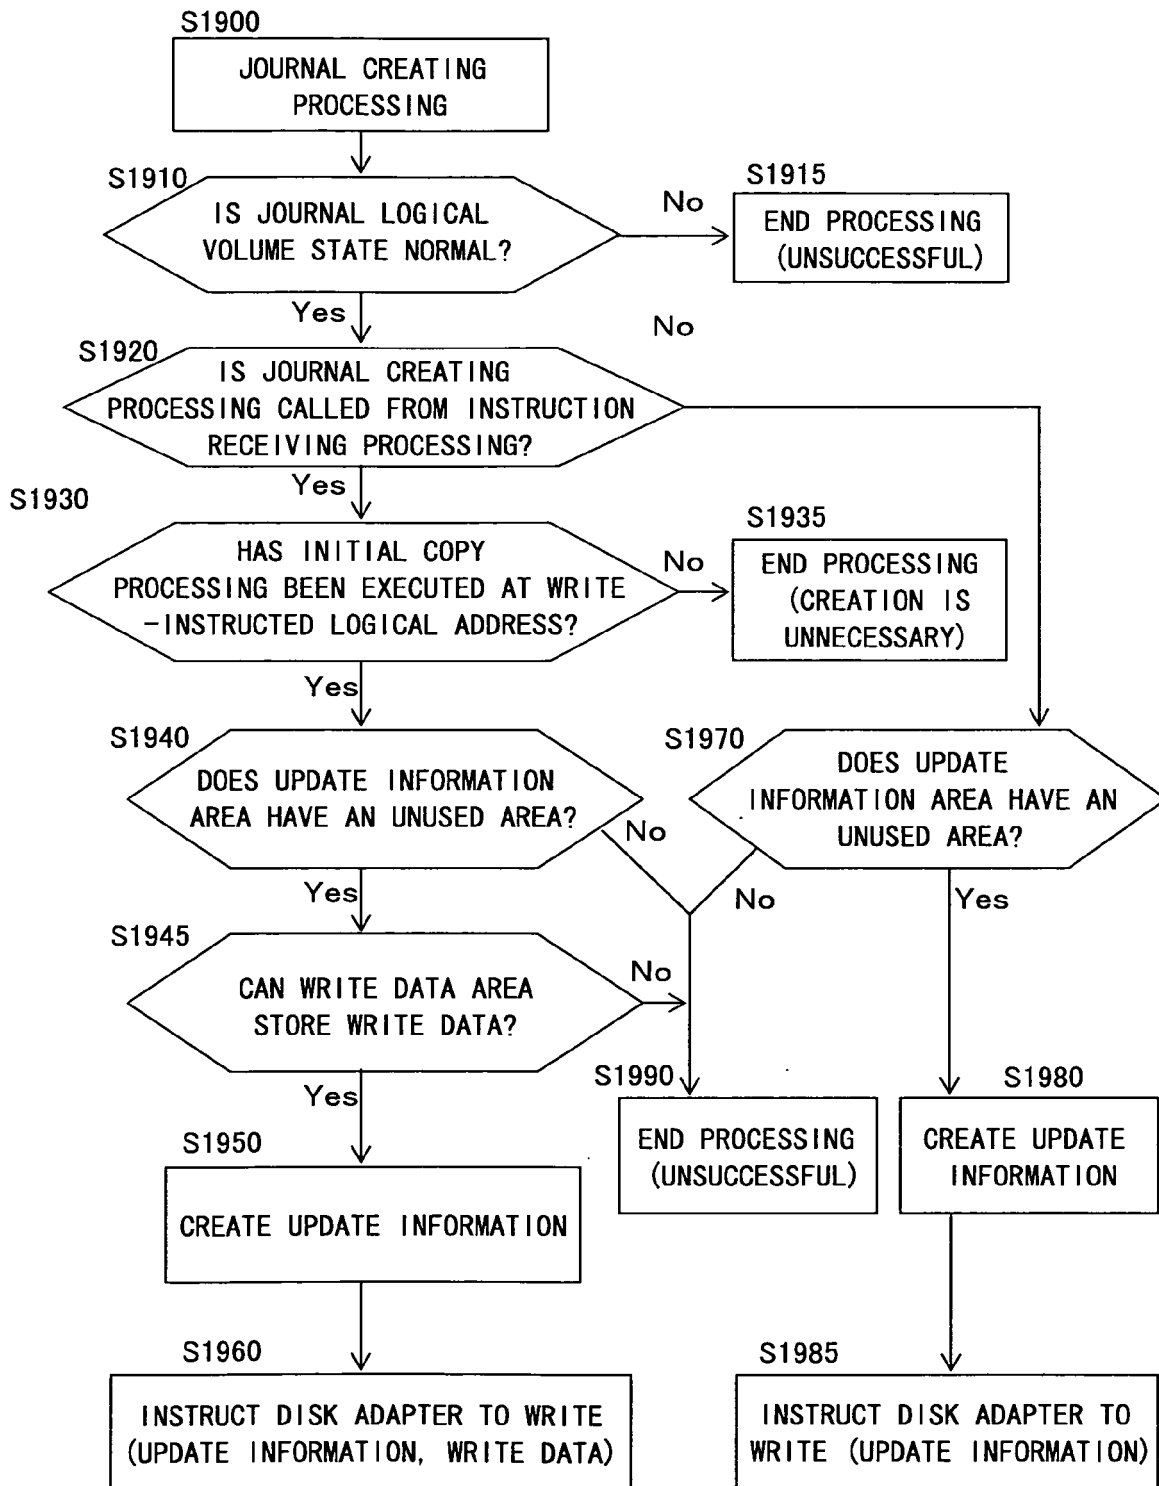 S1900
JOURNAL CREATING
PROCESSING
S1910
IS JOURNAL LOGICAL
VOLUME STATE NORMAL?
No
S1915
END PROCESSING
(UNSUCCESSFUL)
Yes
No
S1920
IS JOURNAL CREATING
PROCESSING CALLED FROM INSTRUCTION
RECEIVING PROCESSING?
Yes
S1930
HAS INITIAL COPY
PROCESSING BEEN EXECUTED AT WRITE
-INSTRUCTED LOGICAL ADDRESS?
No
S1935
END PROCESSING
(CREATION IS
UNNECESSARY)
Yes
S1940
DOES UPDATE INFORMATION
AREA HAVE AN UNUSED AREA?
No
S1970
DOES UPDATE
INFORMATION AREA HAVE AN
UNUSED AREA?
No
Yes
Yes
S1945
CAN WRITE DATA AREA
STORE WRITE DATA?
No
Yes
S1990
END PROCESSING
(UNSUCCESSFUL)
S1980
CREATE UPDATE
INFORMATION
S1950
CREATE UPDATE INFORMATION
S1960
INSTRUCT DISK ADAPTER TO WRITE
(UPDATE INFORMATION, WRITE DATA)
S1985
INSTRUCT DISK ADAPTER TO
WRITE (UPDATE INFORMATION)